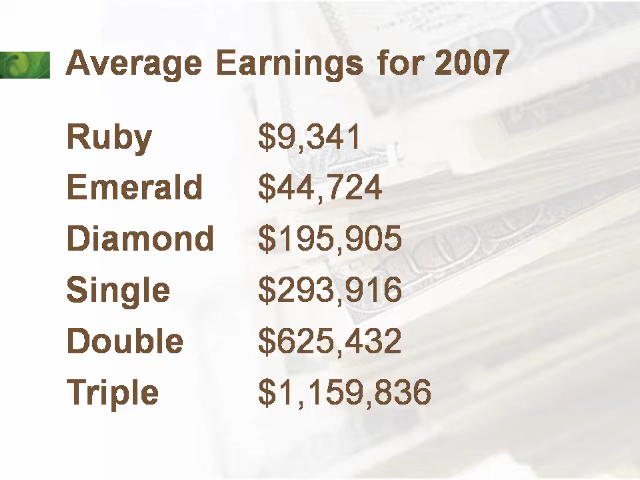 Average Earnings for 2007
Ruby $9,341
Emerald $44,724
Diamond $195,905
Single $293,916
Double $625,432
Triple $1,159,836